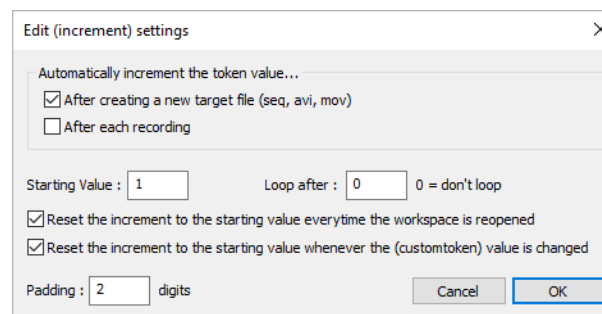 Edit (increment) settings
Automatically increment the token value...
After creating a new target file (seq, avi, mov)
After each recording
Starting Value : 1 Loop after : 0 0 = don't loop
Reset the increment to the starting value everytime the workspace is reopened
Reset the increment to the starting value whenever the (customtoken) value is changed
Padding : 2 digits Cancel OK